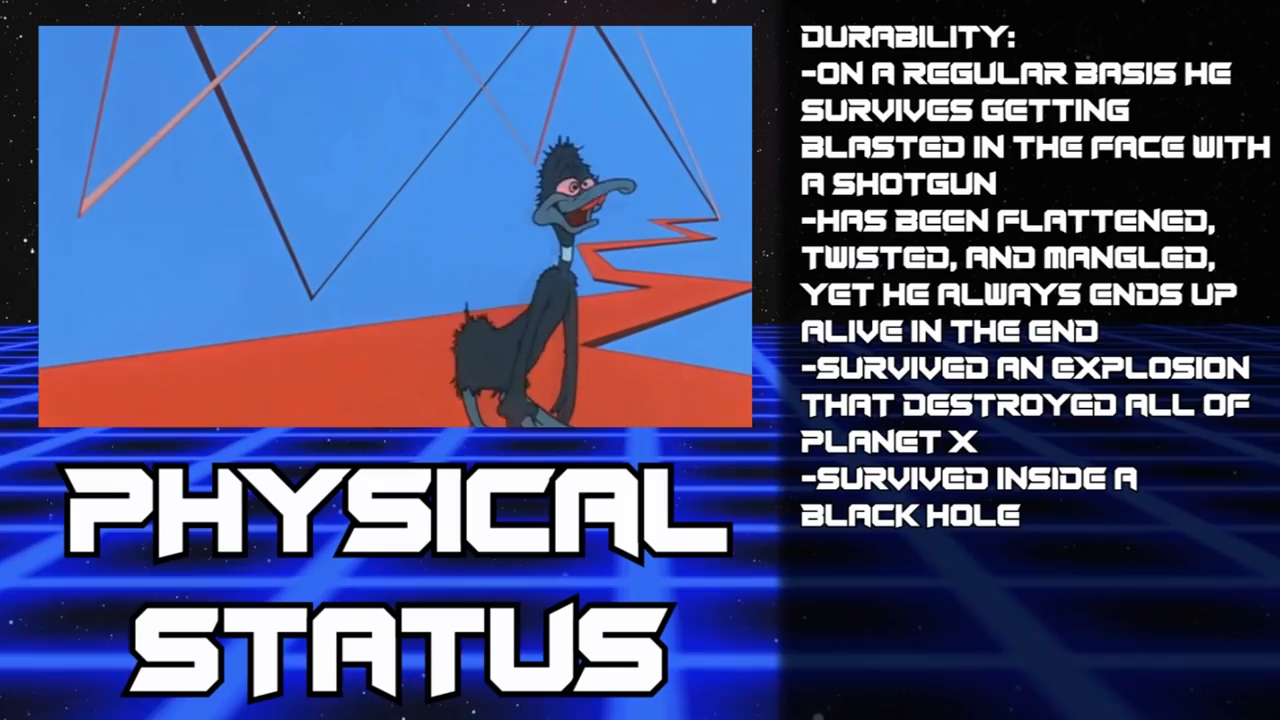 DURABILITY:
-ON A REGULAR BASIS HE
SURVIVES GETTING
BLASTED IN THE FACE WITH
A SHOTGUN
-HAS BEEN FLATTENED,
TWISTED, AND MANGLED,
YET HE ALWAYS ENDS UP
ALIVE IN THE END
-SURVIVED AN EXPLOSION
THAT DESTROYED ALL OF
PLANET X
-SURVIVED INSIDE A
BLACK HOLE
PHYSICAL
STATUS